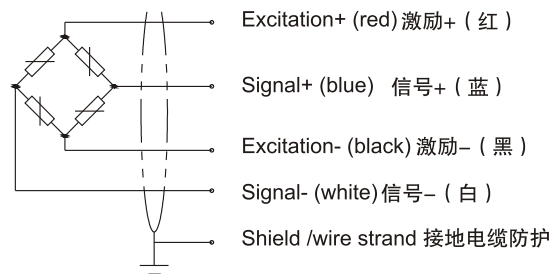 Excitation+ (red) 激励+ ( 红 )
Signal+ (blue) 信号+ ( 蓝 )
Excitation- (black) 激励- ( 黑 )
Signal- (white) 信号- ( 白 )
Shield /wire strand 接地电缆防护